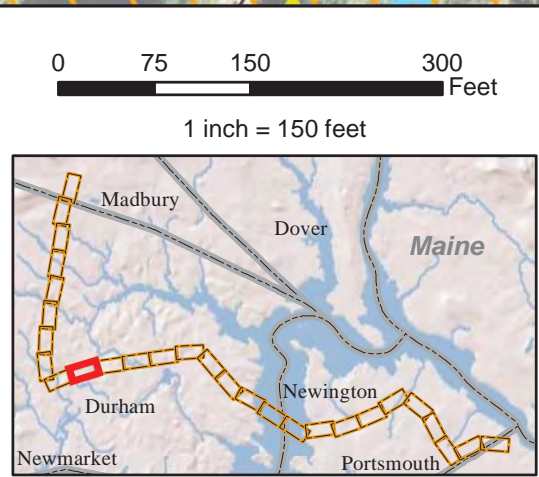 0 75 150 300
Feet
1 inch = 150 feet
Madbury
Dover
Maine
Newington
Durham
Newmarket
Portsmouth